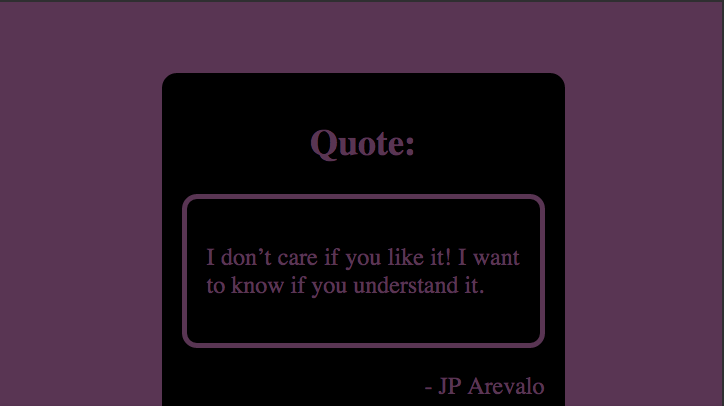 Quote:
I don’t care if you like it! I want
to know if you understand it.
- JP Arevalo